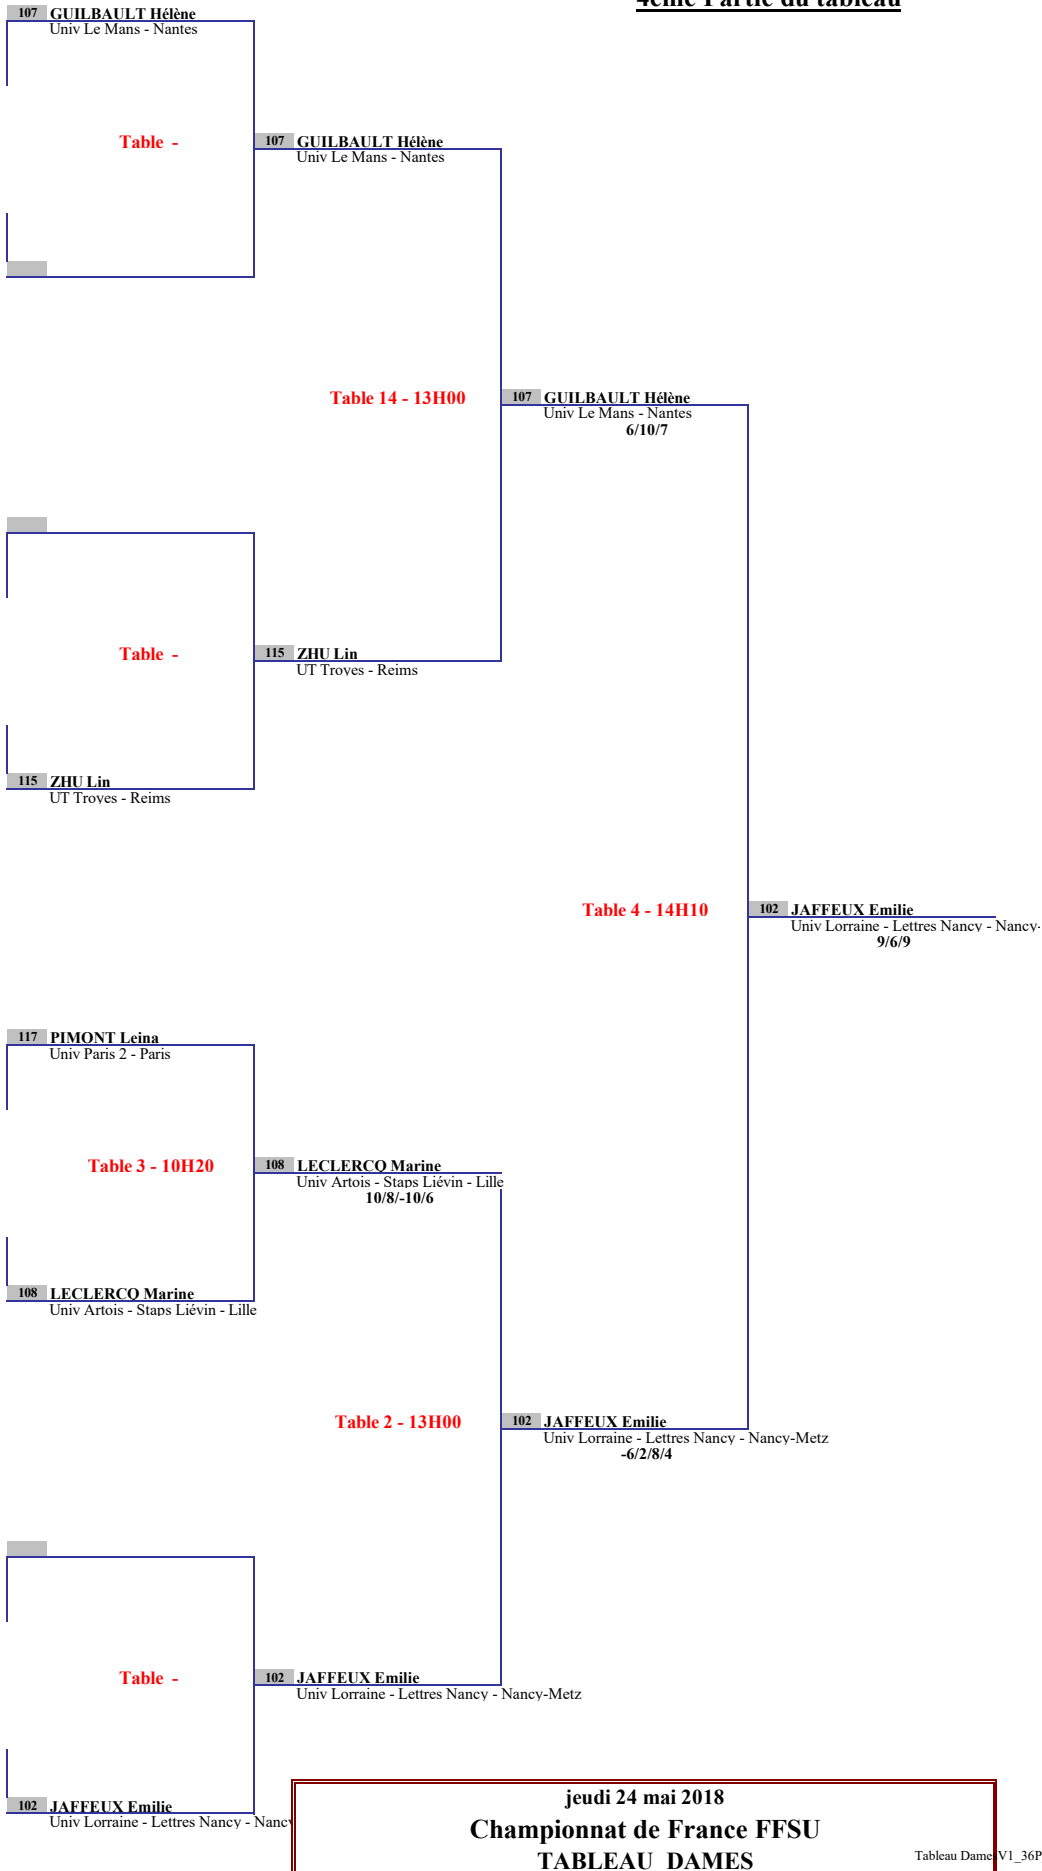 4ème Partie du tableau
107 GUILBAULT Hélène
Univ Le Mans - Nantes
Table -
107 GUILBAULT Hélène
Univ Le Mans - Nantes
Table 14 - 13H00
107 GUILBAULT Hélène
Univ Le Mans - Nantes
6/10/7
Table -
115 ZHU Lin
UT Troyes - Reims
115 ZHU Lin
UT Troyes - Reims
Table 4 - 14H10
102 JAFFEUX Emilie
Univ Lorraine - Lettres Nancy - Nancy-
9/6/9
117 PIMONT Leina
Univ Paris 2 - Paris
Table 3 - 10H20
108 LECLERCQ Marine
Univ Artois - Staps Liévin - Lille
10/8/-10/6
108 LECLERCQ Marine
Univ Artois - Staps Liévin - Lille
Table 2 - 13H00
102 JAFFEUX Emilie
Univ Lorraine - Lettres Nancy - Nancy-Metz
-6/2/8/4
Table -
102 JAFFEUX Emilie
Univ Lorraine - Lettres Nancy - Nancy-Metz
102 JAFFEUX Emilie
Univ Lorraine - Lettres Nancy - Nancy
jeudi 24 mai 2018
Championnat de France FFSU
TABLEAU DAMES
Tableau Dame V1_36P